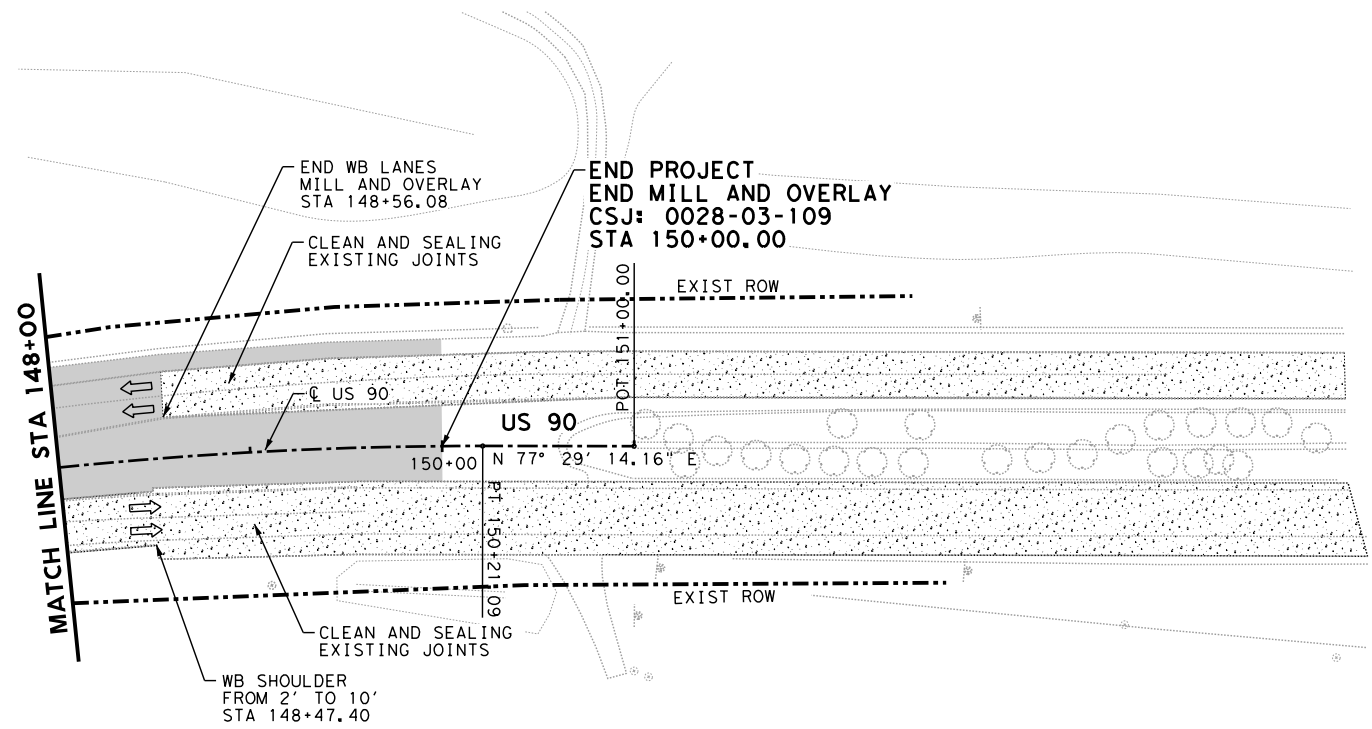 END WB LANES
MILL AND OVERLAY
STA 148+56.08
END PROJECT
END MILL AND OVERLAY
CSJ: 0028-03-109
STA 150+00.00
CLEAN AND SEALING
EXISTING JOINTS
POT 151+00.00
EXIST ROW
MATCH LINE STA 148+00
℄ US 90
US 90
150+00
N 77° 29' 14.16" E
PT 150+21.09
EXIST ROW
CLEAN AND SEALING
EXISTING JOINTS
WB SHOULDER
FROM 2' TO 10'
STA 148+47.40